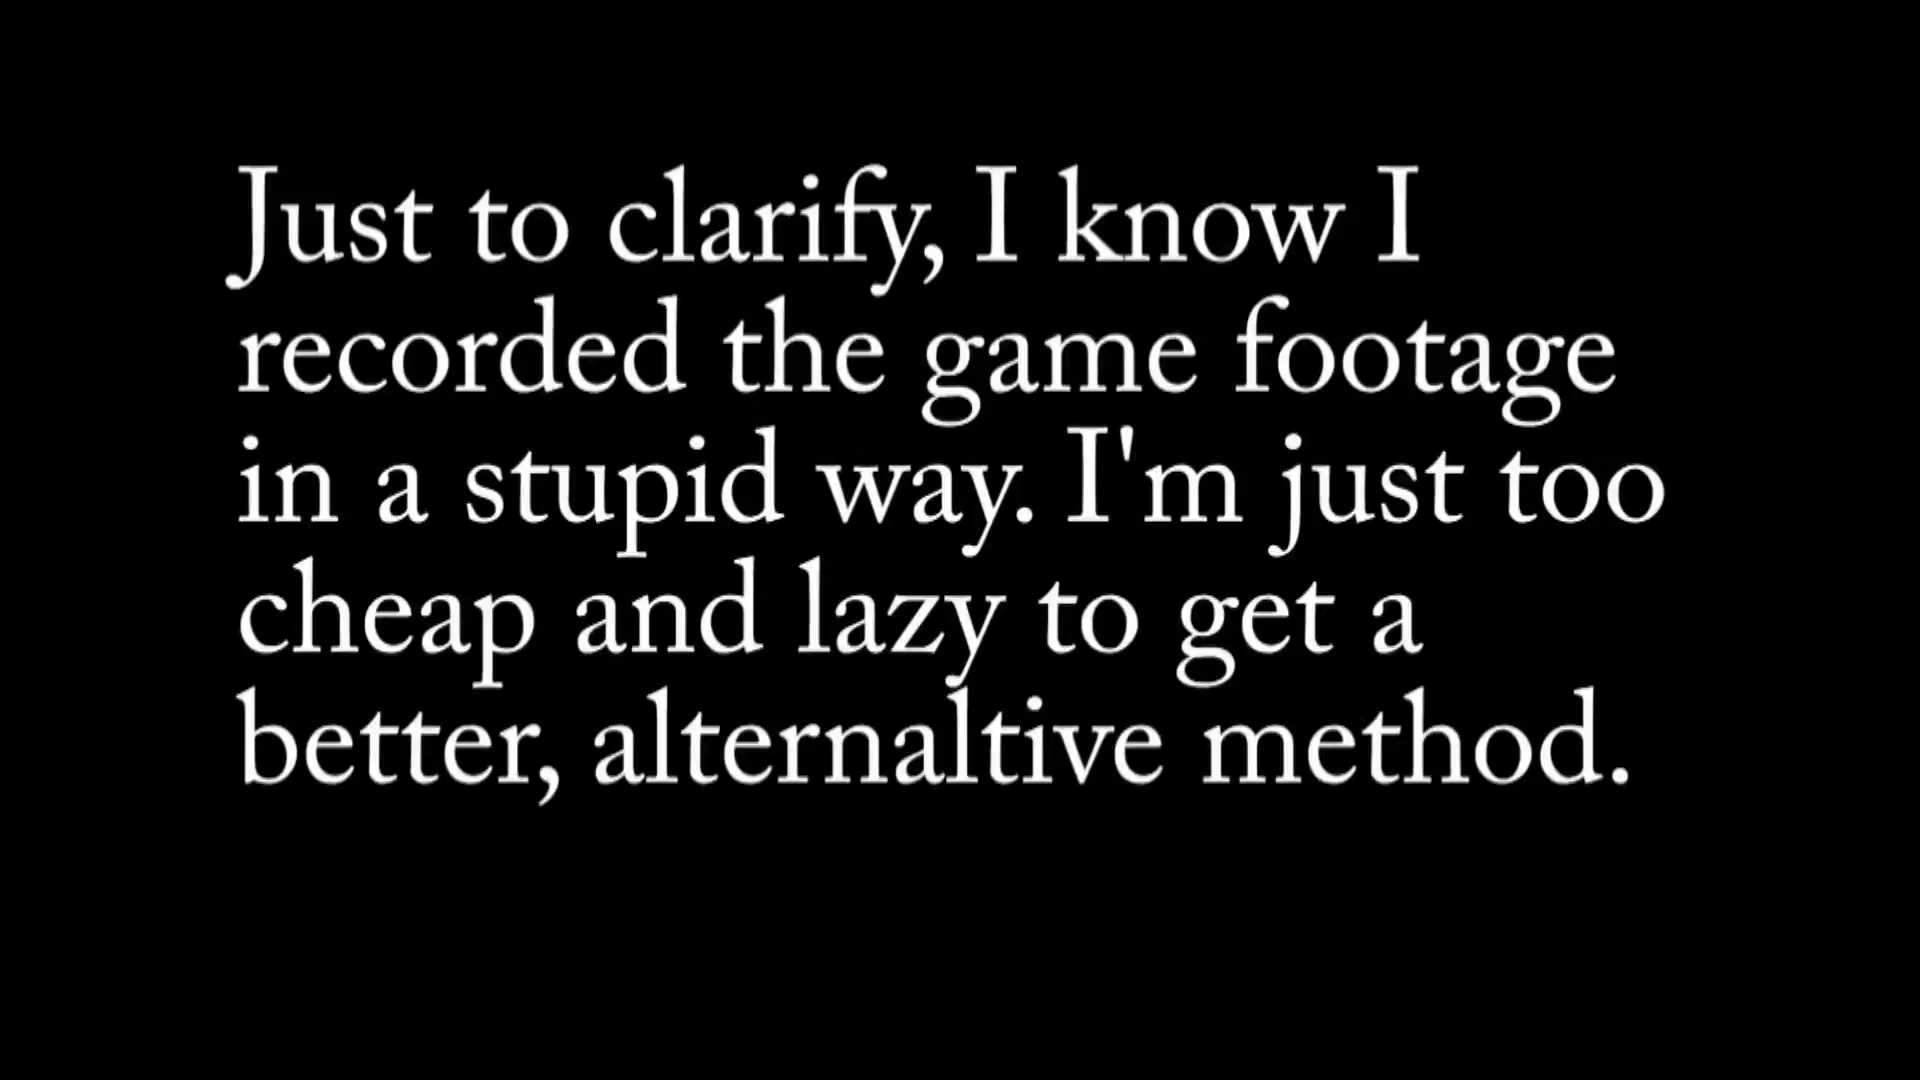 Just to clarify, I know I
recorded the game footage
in a stupid way. I'm just too
cheap and lazy to get a
better, alternaltive method.